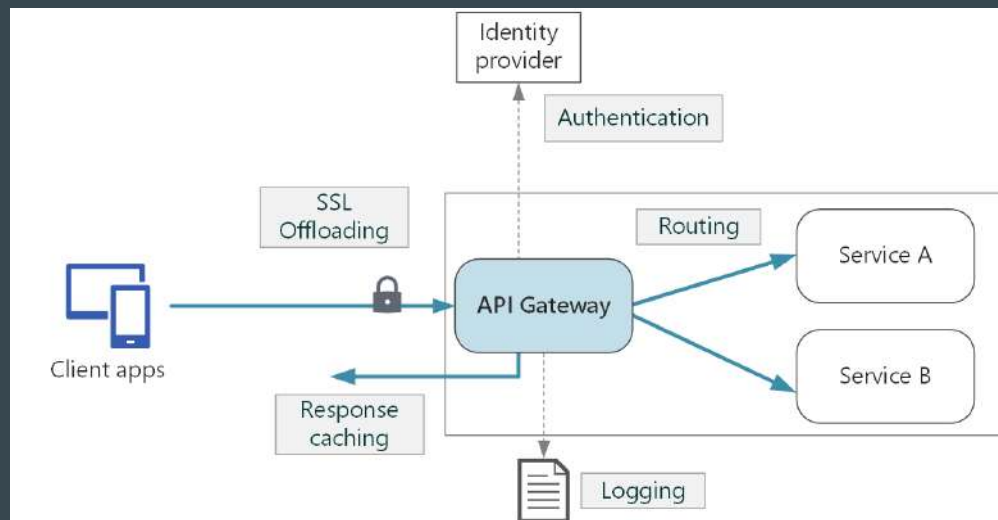 Identity
provider
Authentication
SSL
Offloading
Routing
Service A
API Gateway
Client apps
Service B
Response
caching
Logging